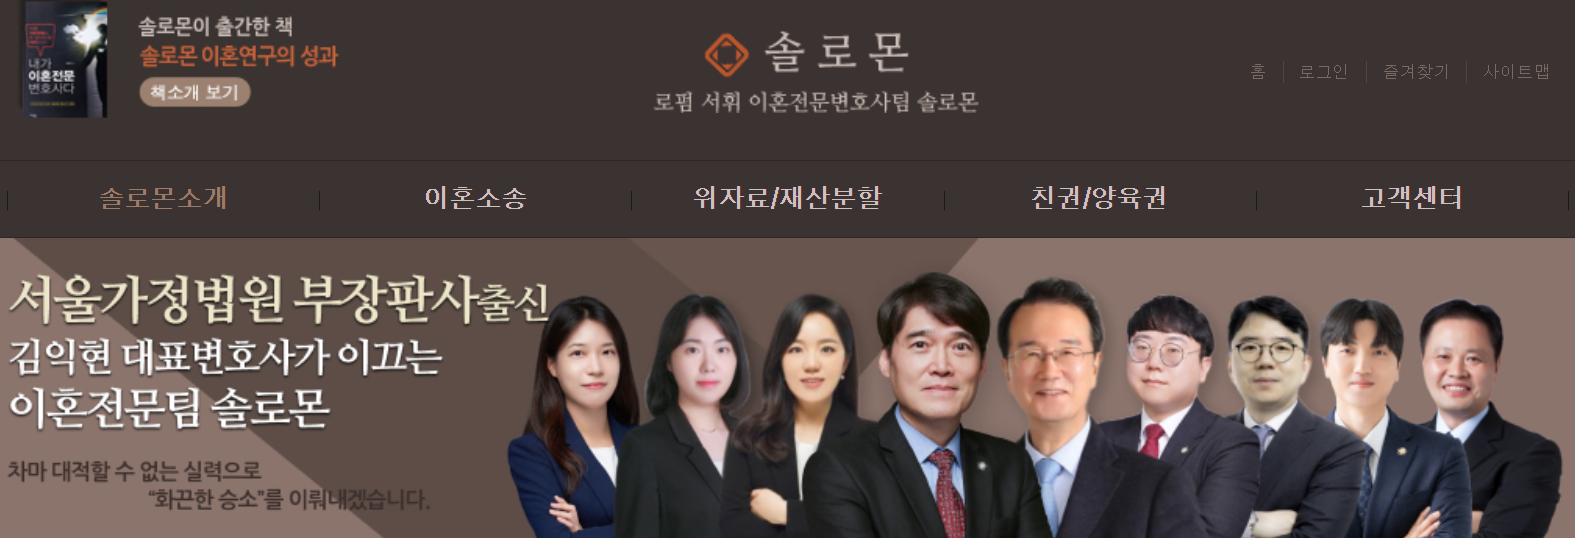 솔로몬이 출간한 책
솔로몬 이혼연구의 성과
책소개 보기
내가
이혼전문
변호사다
솔로몬
로펌 서휘 이혼전문변호사팀 솔로몬
홈 로그인 즐겨찾기 사이트맵
솔로몬소개 이혼소송 위자료/재산분할 친권/양육권 고객센터
서울가정법원 부장판사출신
김익현 대표변호사가 이끄는
이혼전문팀 솔로몬
차마 대적할 수 없는 실력으로
“화끈한 승소”를 이뤄내겠습니다.